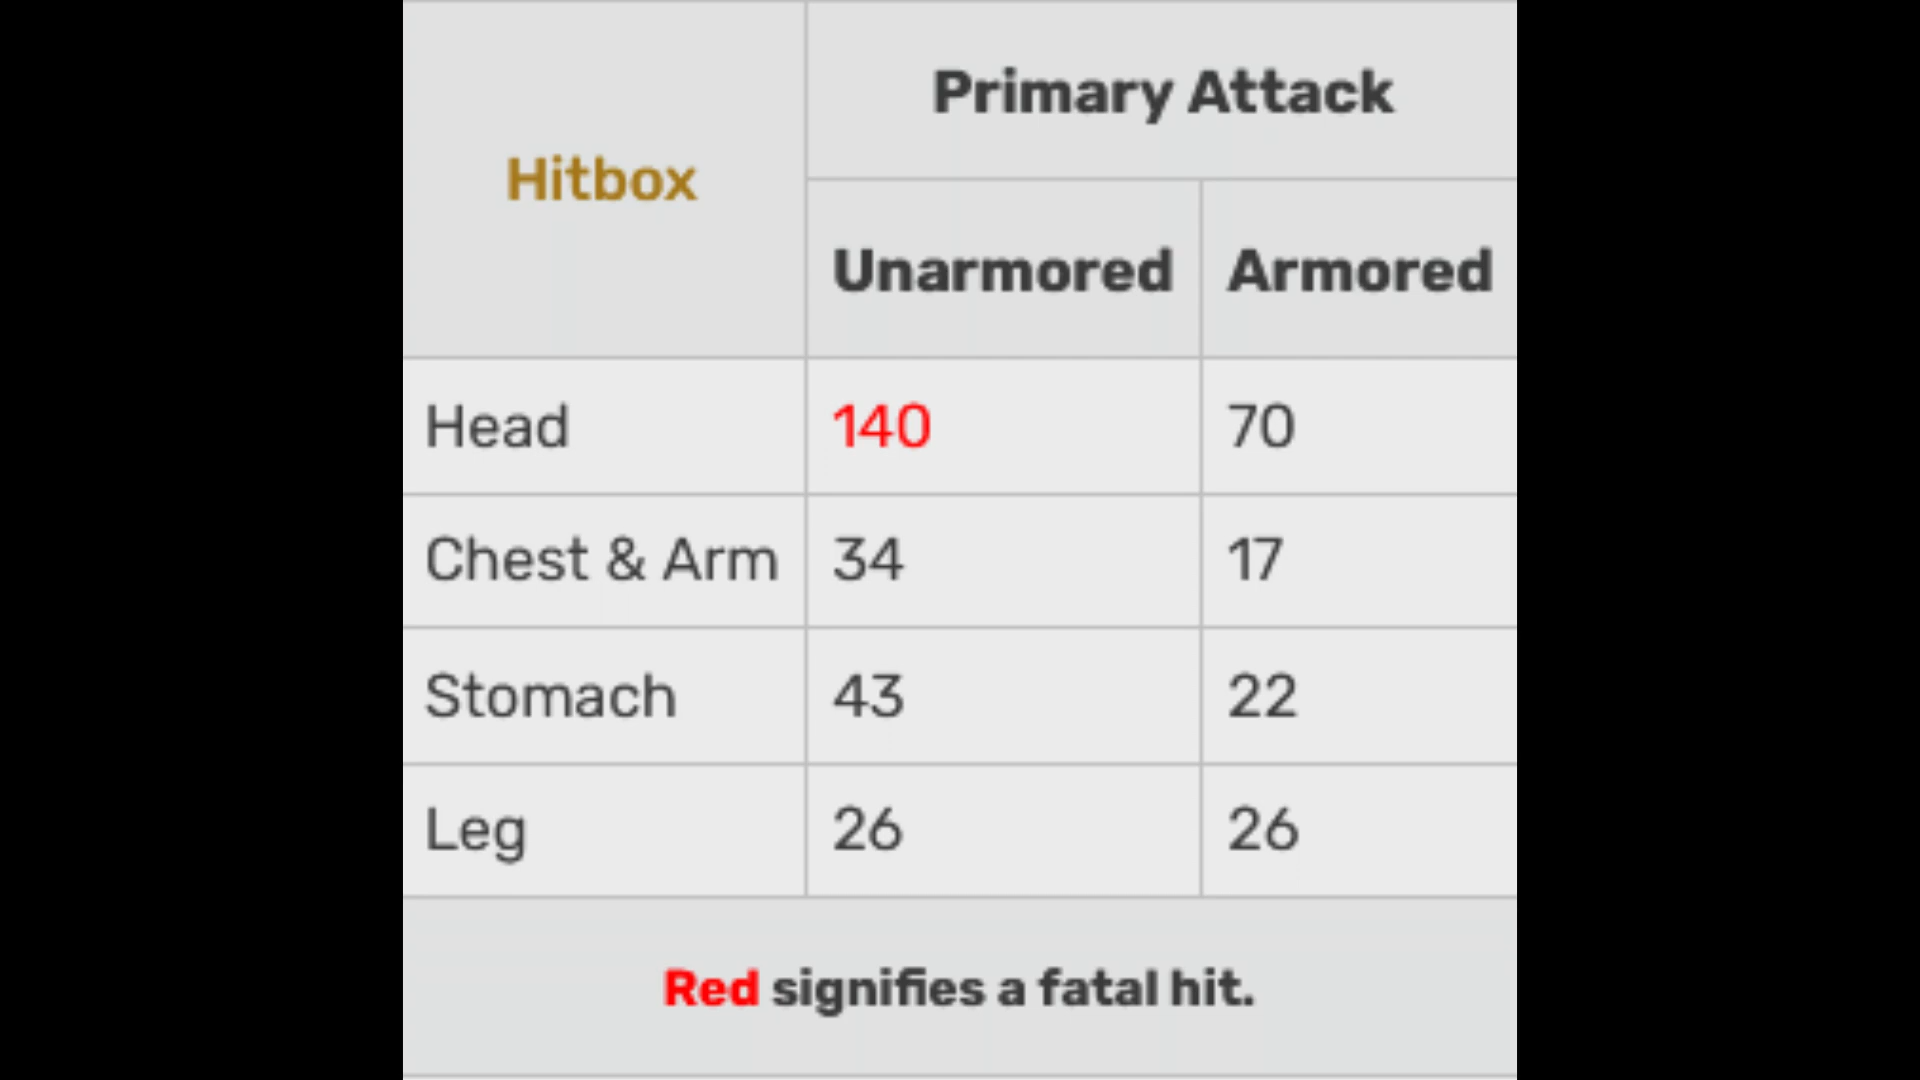 Hitbox
Primary Attack
Unarmored Armored
Head 140 70
Chest & Arm 34 17
Stomach 43 22
Leg 26 26
Red signifies a fatal hit.